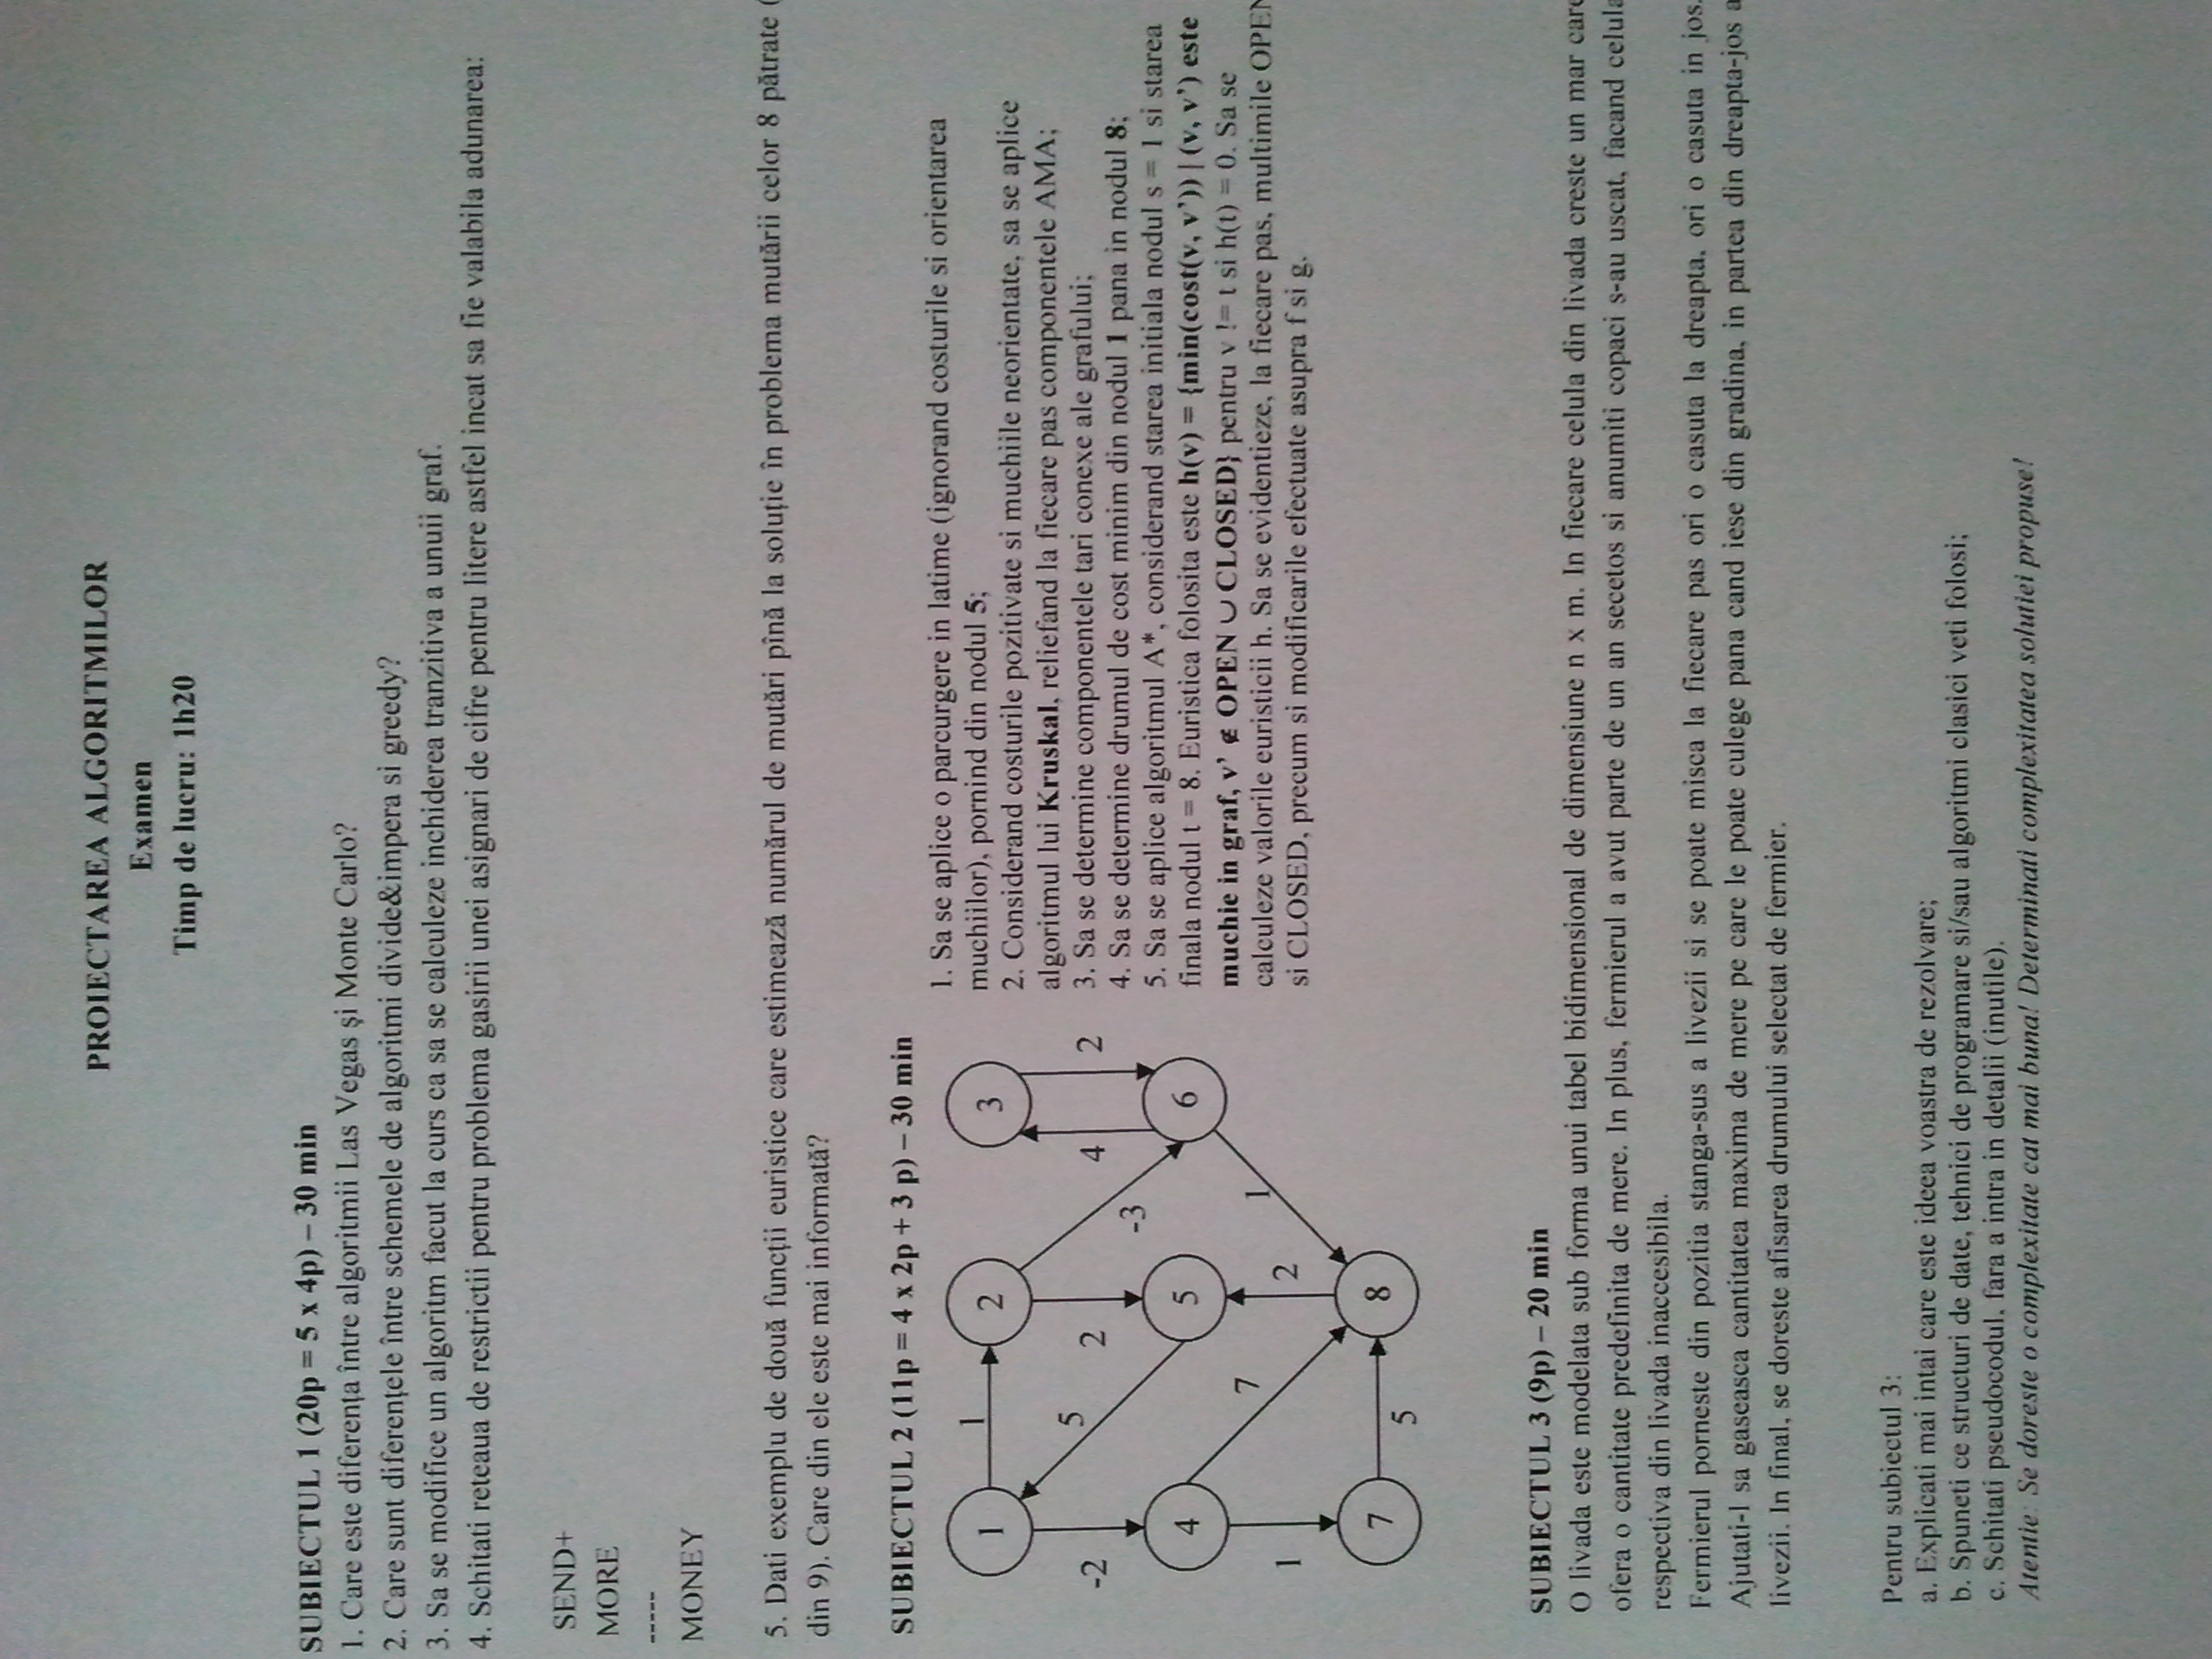 PROIECTAREA ALGORITMILOR
Examen
Timp de lucru: 1h20
SUBIECTUL 1 (20p = 5 x 4p) – 30 min
1. Care este diferența între algoritmii Las Vegas și Monte Carlo?
2. Care sunt diferențele între schemele de algoritmi divide&impera si greedy?
3. Sa se modifice un algoritm facut la curs ca sa se calculeze inchiderea tranzitiva a unuii graf.
4. Schitati reteaua de restrictii pentru problema gasirii unei asignari de cifre pentru litere astfel incat sa fie valabila adunarea:
SEND+
MORE
-----
MONEY
5. Dati exemplu de două funcții euristice care estimează numărul de mutări pînă la soluție în problema mutării celor 8 pătrate (
din 9). Care din ele este mai informată?
SUBIECTUL 2 (11p = 4 x 2p + 3 p) – 30 min
1
2
3
4
5
6
7
8
1
-2
5
2
-3
4
2
7
1
2
1
5
1. Sa se aplice o parcurgere in latime (ignorand costurile si orientarea
muchiilor), pornind din nodul 5;
2. Considerand costurile pozitivate si muchiile neorientate, sa se aplice
algoritmul lui Kruskal, reliefand la fiecare pas componentele AMA;
3. Sa se determine componentele tari conexe ale grafului;
4. Sa se determine drumul de cost minim din nodul 1 pana in nodul 8;
5. Sa se aplice algoritmul A*, considerand starea initiala nodul s = 1 si starea
finala nodul t = 8. Euristica folosita este h(v) = {min(cost(v, v’)) | (v, v’) este
muchie in graf, v’ ∉ OPEN ∪ CLOSED} pentru v != t si h(t) = 0. Sa se
calculeze valorile euristicii h. Sa se evidentieze, la fiecare pas, multimile OPEN
si CLOSED, precum si modificarile efectuate asupra f si g.
SUBIECTUL 3 (9p) – 20 min
O livada este modelata sub forma unui tabel bidimensional de dimensiune n x m. In fiecare celula din livada creste un mar care
ofera o cantitate predefinita de mere. In plus, fermierul a avut parte de un an secetos si anumiti copaci s-au uscat, facand celula
respectiva din livada inaccesibila.
Fermierul porneste din pozitia stanga-sus a livezii si se poate misca la fiecare pas ori o casuta la dreapta, ori o casuta in jos.
Ajutati-l sa gaseasca cantitatea maxima de mere pe care le poate culege pana cand iese din gradina, in partea din dreapta-jos a
livezii. In final, se doreste afisarea drumului selectat de fermier.
Pentru subiectul 3:
a. Explicati mai intai care este ideea voastra de rezolvare;
b. Spuneti ce structuri de date, tehnici de programare si/sau algoritmi clasici veti folosi;
c. Schitati pseudocodul, fara a intra in detalii (inutile).
Atentie: Se doreste o complexitate cat mai buna! Determinati complexitatea solutiei propuse!